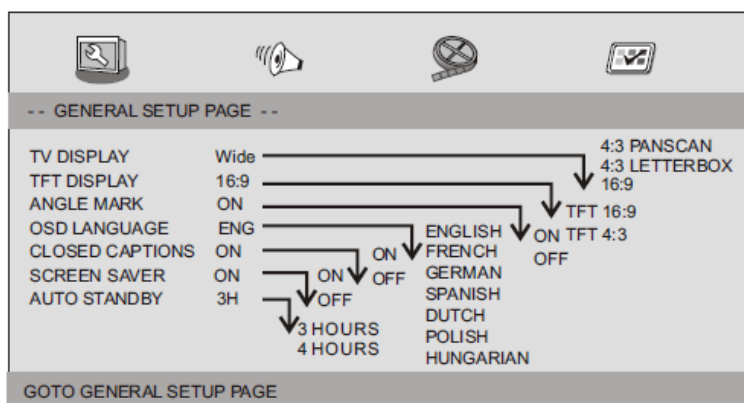 -- GENERAL SETUP PAGE --
TV DISPLAY Wide
TFT DISPLAY 16:9
ANGLE MARK ON
OSD LANGUAGE ENG
CLOSED CAPTIONS ON
SCREEN SAVER ON
AUTO STANDBY 3H
4:3 PANSCAN
4:3 LETTERBOX
16:9
TFT 16:9
TFT 4:3
ON
OFF
ENGLISH
FRENCH
GERMAN
SPANISH
DUTCH
POLISH
HUNGARIAN
ON
OFF
ON
OFF
3 HOURS
4 HOURS
GOTO GENERAL SETUP PAGE